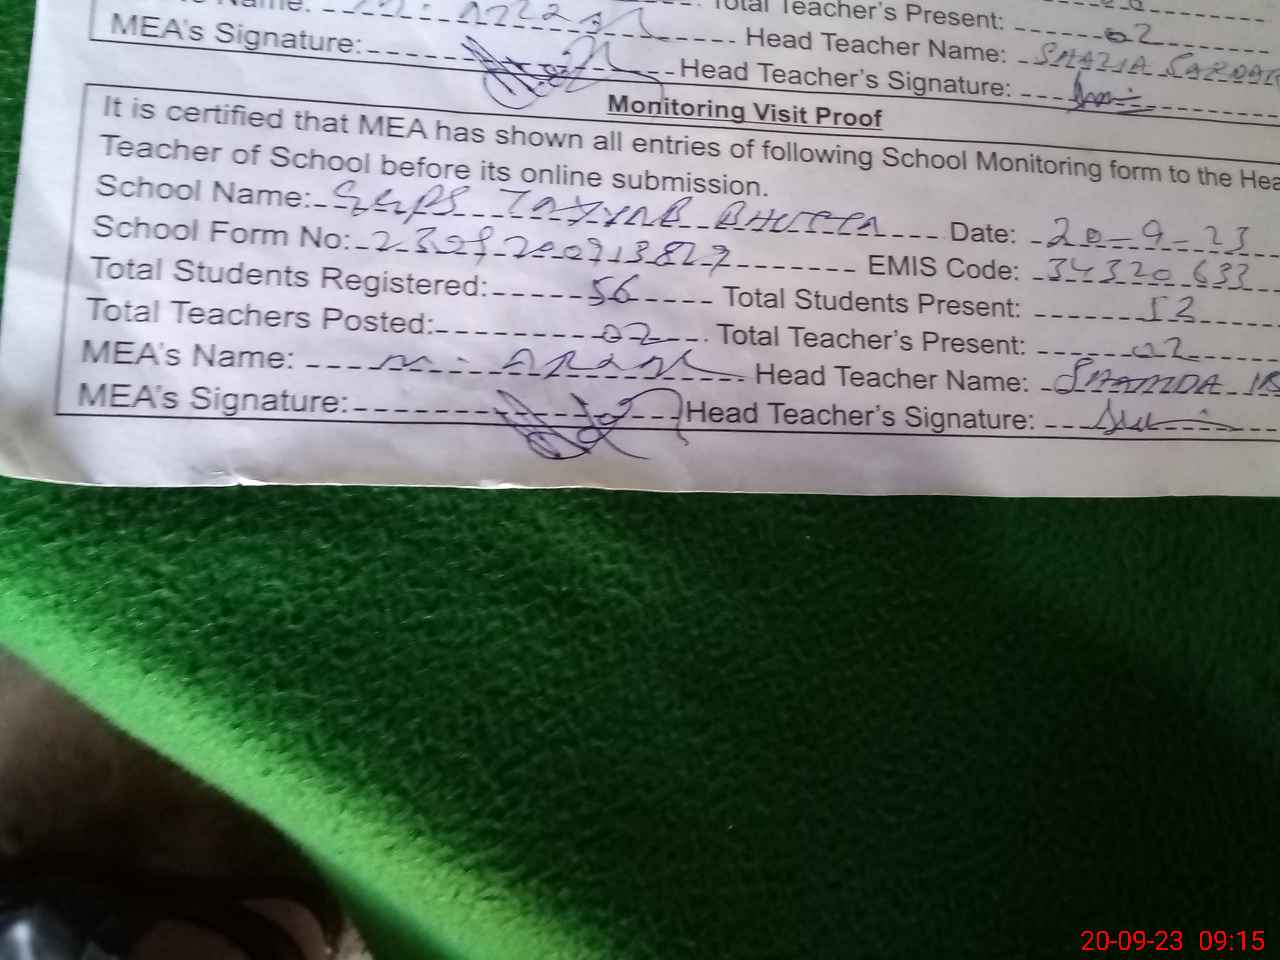 Total Teacher's Present: 02
Head Teacher Name: SHAZIA SARDAR
MEA's Signature: Head Teacher's Signature:
Monitoring Visit Proof
It is certified that MEA has shown all entries of following School Monitoring form to the Hea
Teacher of School before its online submission.
School Name: GGPS TAYYAB BHUTTA Date: 20-9-23
School Form No: EMIS Code: 34320633
Total Students Registered: 56 Total Students Present: 52
Total Teachers Posted: 02 Total Teacher's Present: 02
MEA's Name: Head Teacher Name:
MEA's Signature: Head Teacher's Signature:
20-09-23 09:15